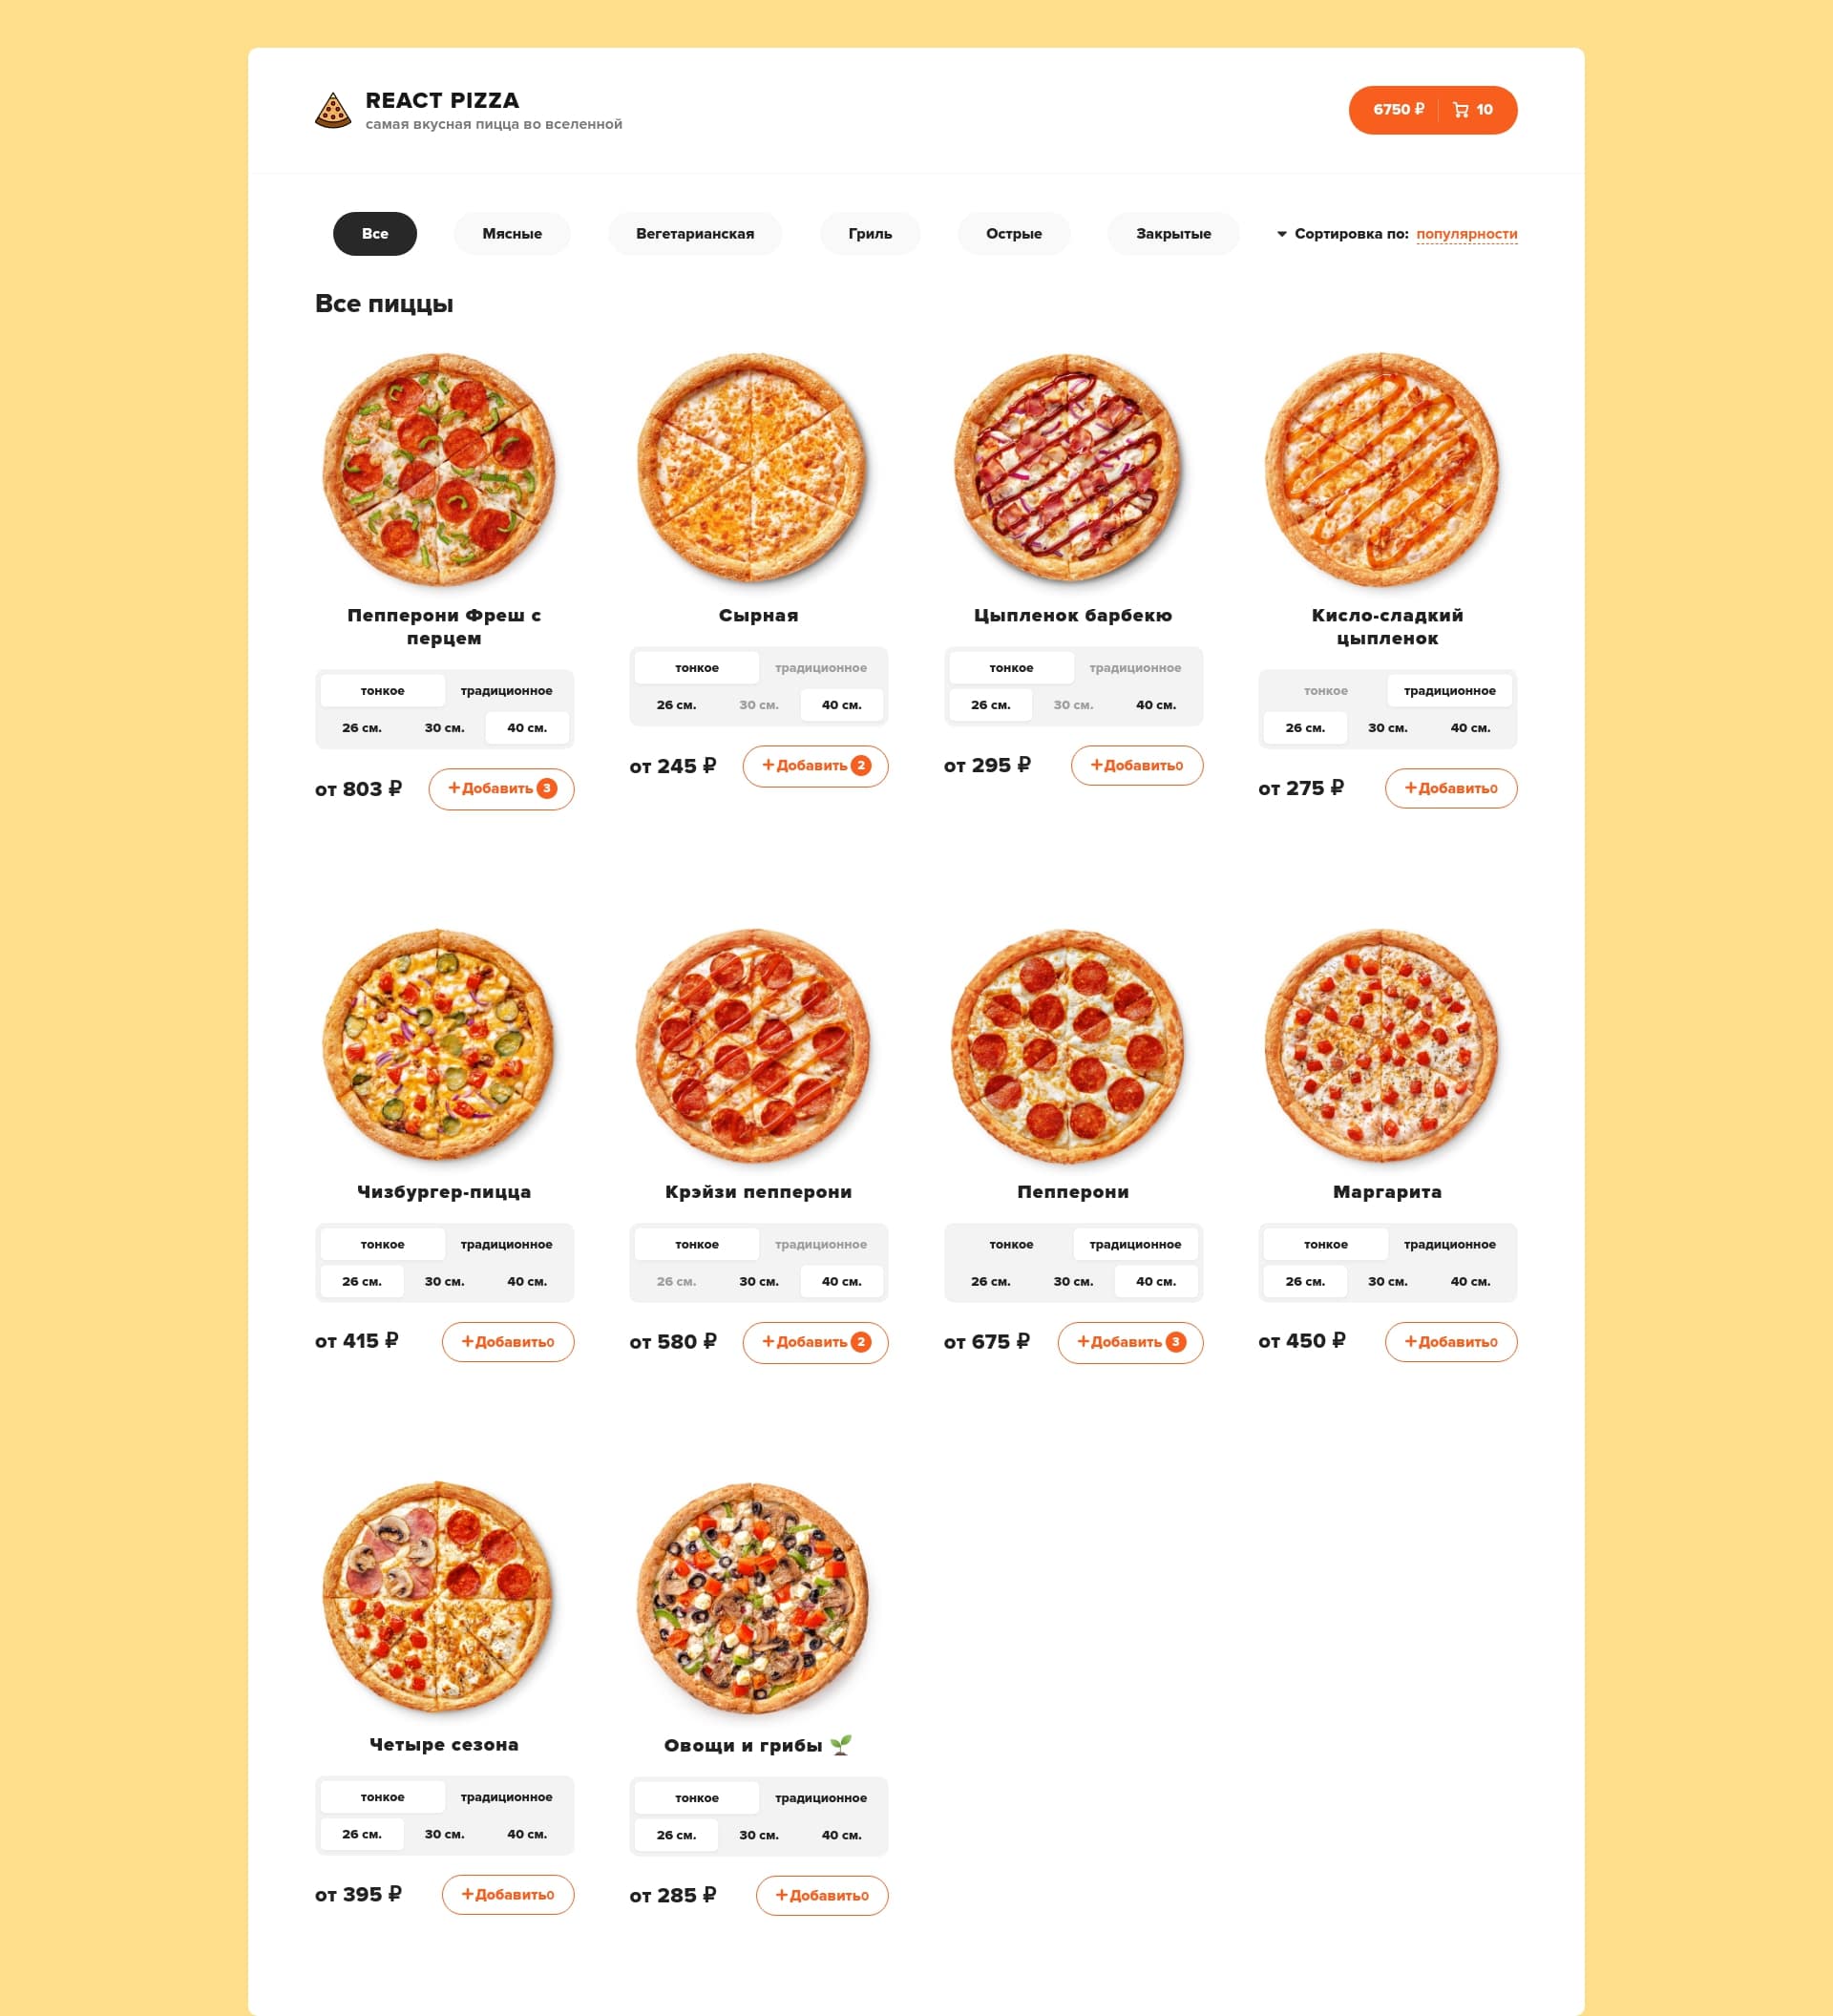 REACT PIZZA
самая вкусная пицца во вселенной
6750 ₽ 10
Все Мясные Вегетарианская Гриль Острые Закрытые Сортировка по: популярности
Все пиццы
Пепперони Фреш с
перцем
тонкое традиционное
26 см. 30 см. 40 см.
от 803 ₽ +Добавить 3
Сырная
тонкое традиционное
26 см. 30 см. 40 см.
от 245 ₽ +Добавить 2
Цыпленок барбекю
тонкое традиционное
26 см. 30 см. 40 см.
от 295 ₽ +Добавить0
Кисло-сладкий
цыпленок
тонкое традиционное
26 см. 30 см. 40 см.
от 275 ₽ +Добавить0
Чизбургер-пицца
тонкое традиционное
26 см. 30 см. 40 см.
от 415 ₽ +Добавить0
Крэйзи пепперони
тонкое традиционное
26 см. 30 см. 40 см.
от 580 ₽ +Добавить 2
Пепперони
тонкое традиционное
26 см. 30 см. 40 см.
от 675 ₽ +Добавить 3
Маргарита
тонкое традиционное
26 см. 30 см. 40 см.
от 450 ₽ +Добавить0
Четыре сезона
тонкое традиционное
26 см. 30 см. 40 см.
от 395 ₽ +Добавить0
Овощи и грибы 🌱
тонкое традиционное
26 см. 30 см. 40 см.
от 285 ₽ +Добавить0